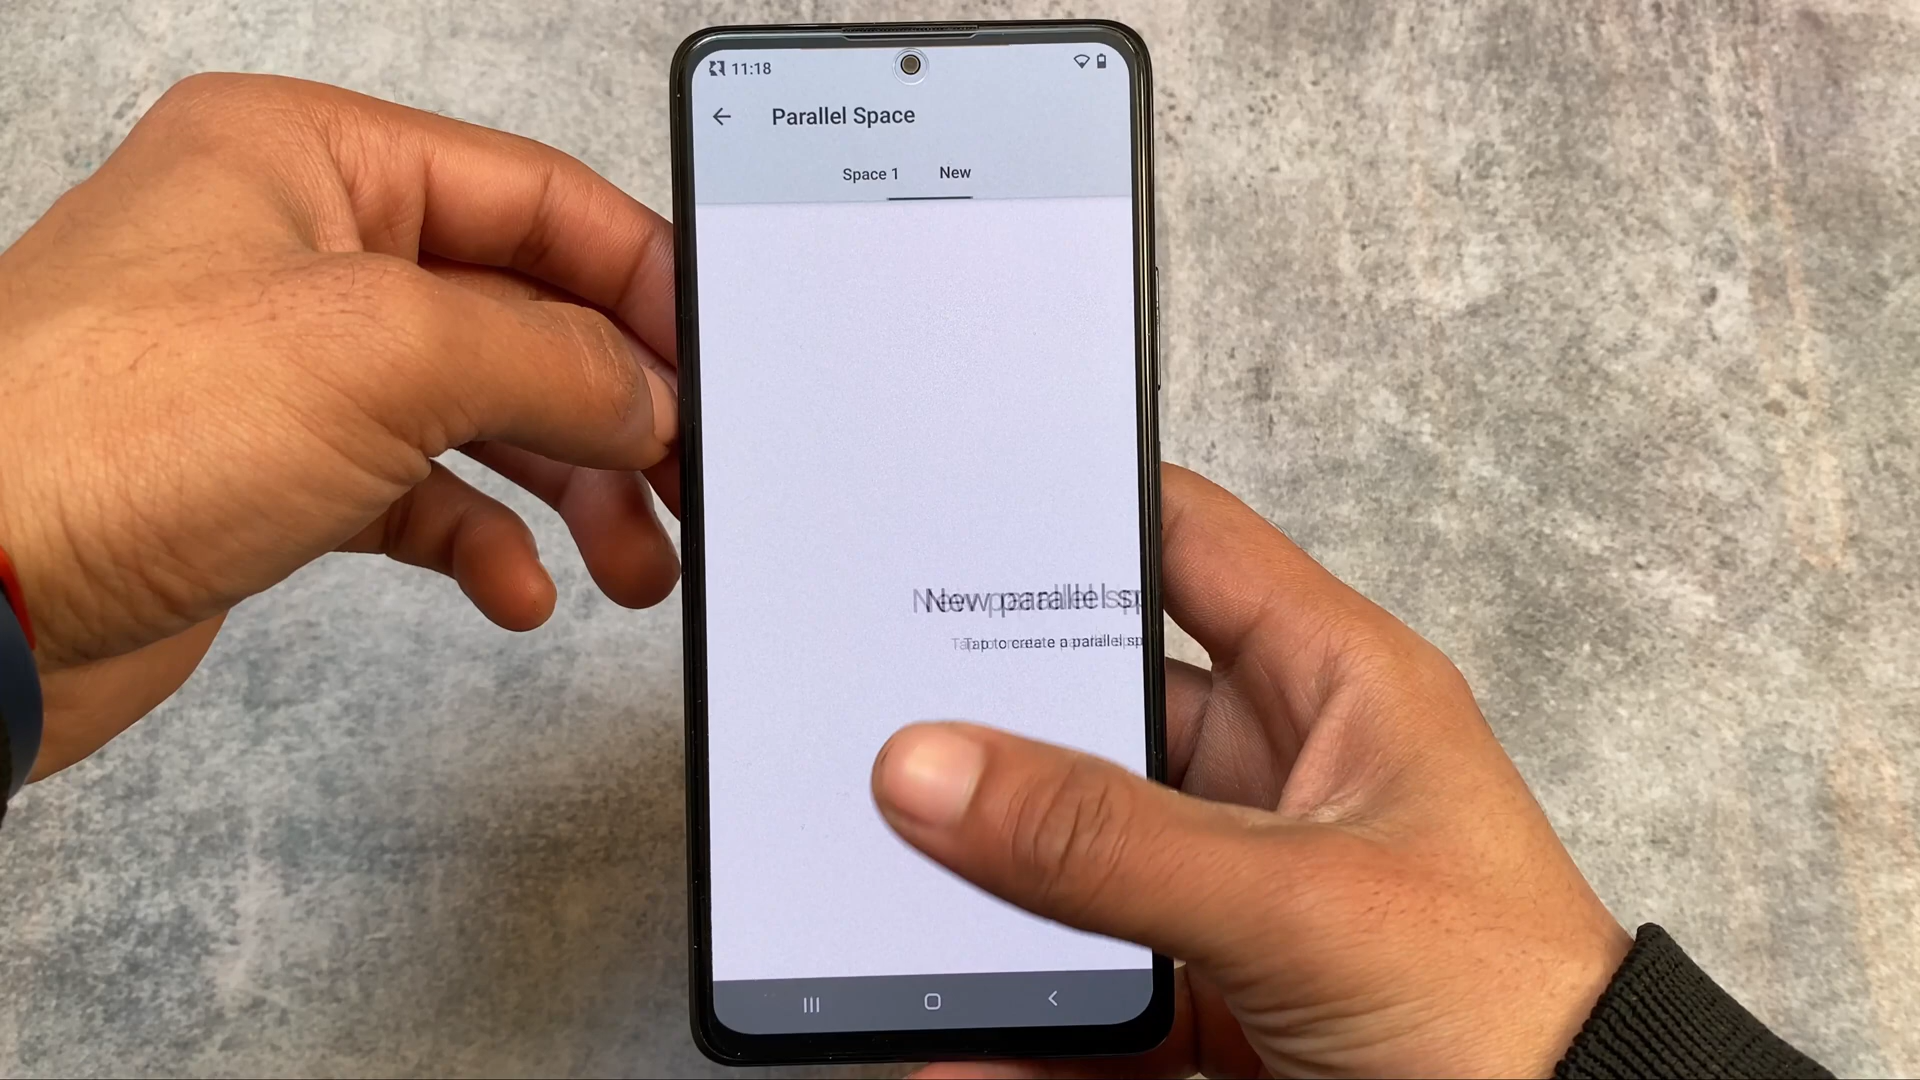 11:18
Parallel Space
Space 1 New
New parallel sp
Tap to create a parallel sp